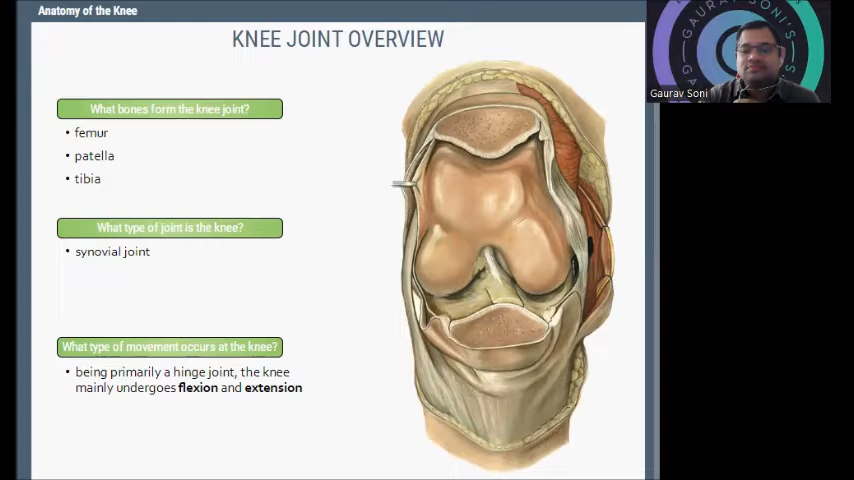 Anatomy of the Knee
KNEE JOINT OVERVIEW
What bones form the knee joint?
• femur
• patella
• tibia
What type of joint is the knee?
• synovial joint
What type of movement occurs at the knee?
• being primarily a hinge joint, the knee
mainly undergoes flexion and extension
GAURAV SONI'S
Gaurav Soni